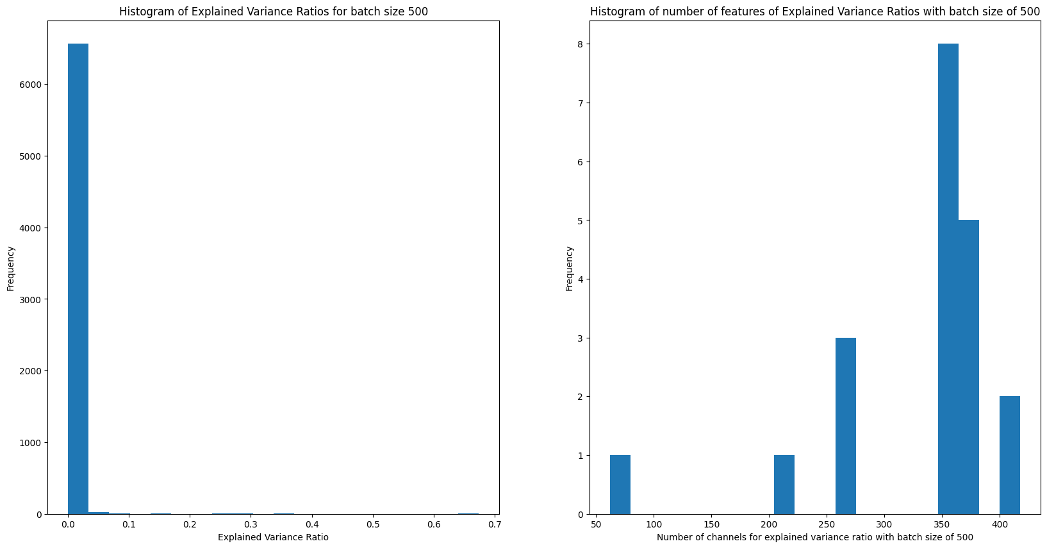 Histogram of Explained Variance Ratios for batch size 500
Frequency
6000
5000
4000
3000
2000
1000
0
0.0 0.1 0.2 0.3 0.4 0.5 0.6 0.7
Explained Variance Ratio
Histogram of number of features of Explained Variance Ratios with batch size of 500
Frequency
8
7
6
5
4
3
2
1
0
50 100 150 200 250 300 350 400
Number of channels for explained variance ratio with batch size of 500